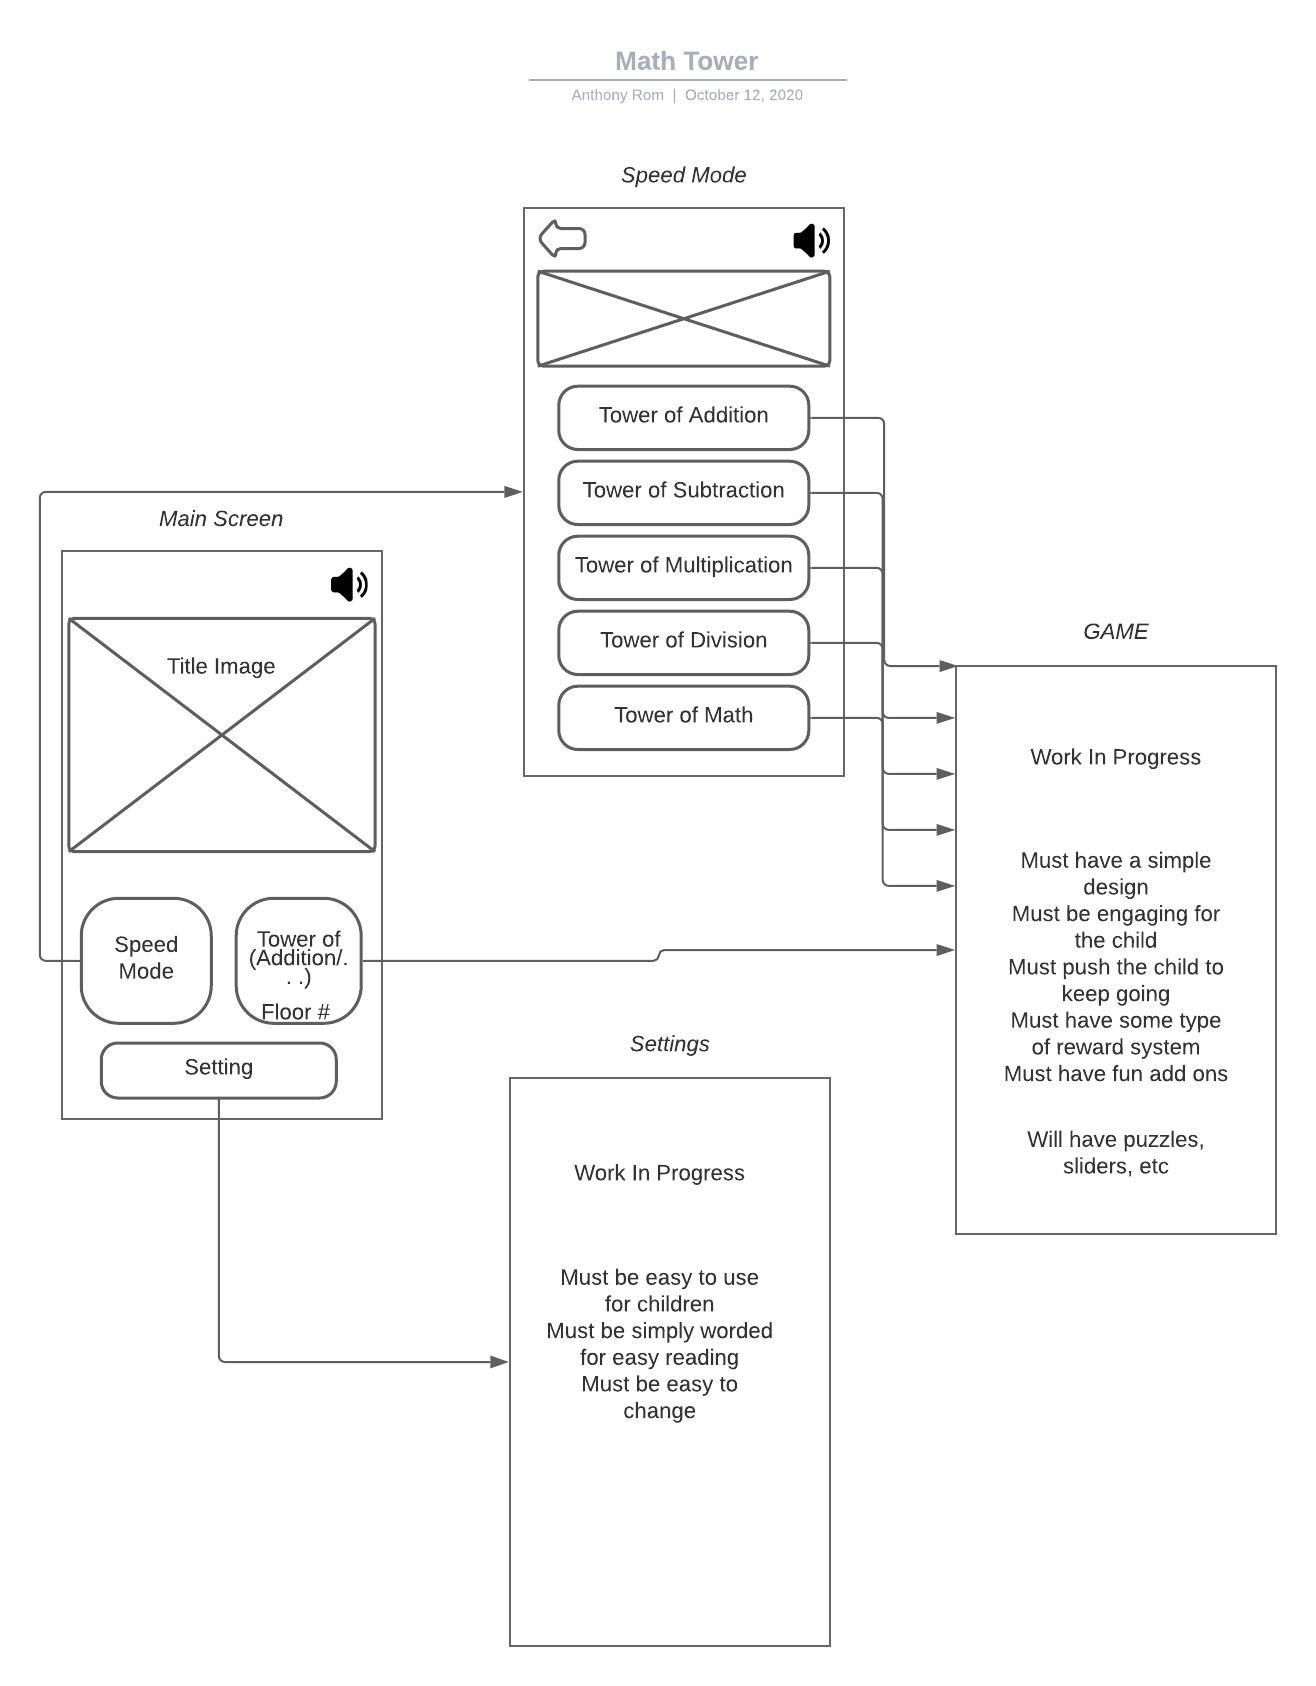 Math Tower
Anthony Rom | October 12, 2020
Speed Mode
Tower of Addition
Tower of Subtraction
Tower of Multiplication
Tower of Division
Tower of Math
Main Screen
Title Image
Speed
Mode
Tower of
(Addition/.
. .)
Floor #
Setting
GAME
Work In Progress
Must have a simple
design
Must be engaging for
the child
Must push the child to
keep going
Must have some type
of reward system
Must have fun add ons
Will have puzzles,
sliders, etc
Settings
Work In Progress
Must be easy to use
for children
Must be simply worded
for easy reading
Must be easy to
change